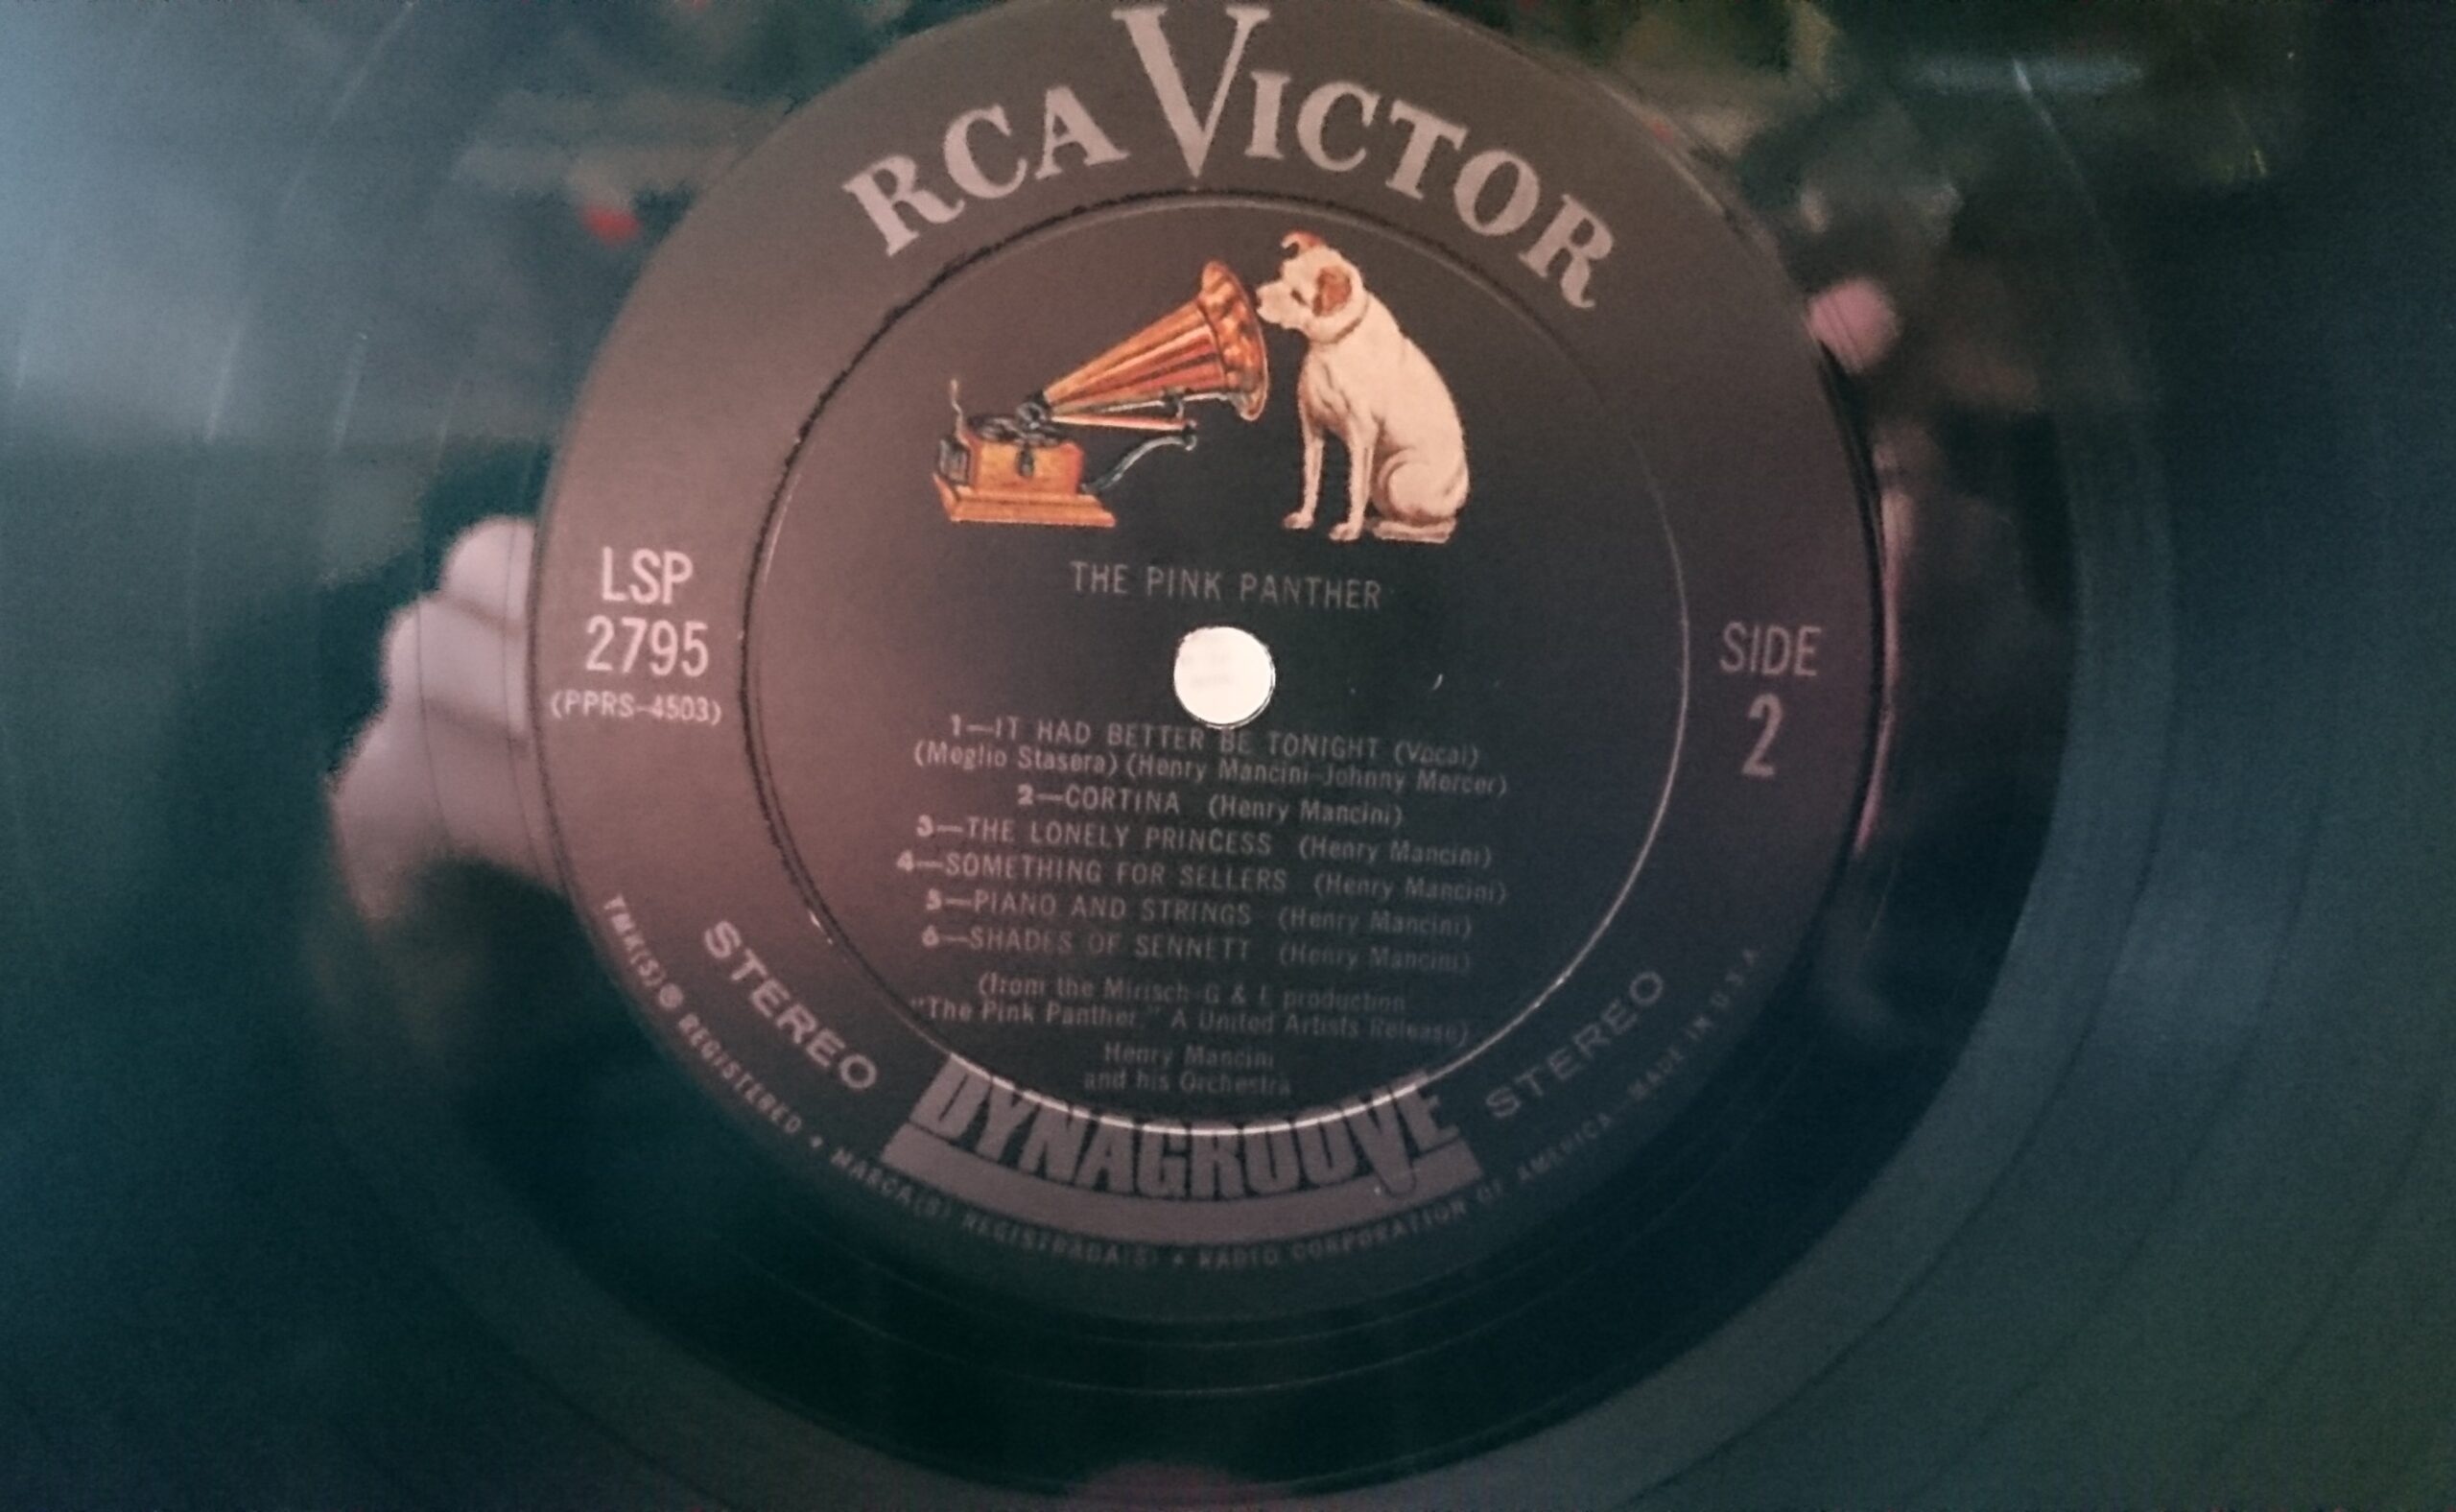 RCA VICTOR
LSP
2795
(PPRS-4503)
THE PINK PANTHER
SIDE
2
1—IT HAD BETTER BE TONIGHT (Vocal)
(Meglio Stasera) (Henry Mancini-Johnny Mercer)
2—CORTINA (Henry Mancini)
3—THE LONELY PRINCESS (Henry Mancini)
4—SOMETHING FOR SELLERS (Henry Mancini)
5—PIANO AND STRINGS (Henry Mancini)
6—SHADES OF SENNETT (Henry Mancini)
(from the Mirisch-G & E production
"The Pink Panther," A United Artists Release)
Henry Mancini
and his Orchestra
STEREO
DYNAGROOVE
STEREO
TMK(S) ® REGISTERED • MARCA(S) REGISTRADA(S) • RADIO CORPORATION OF AMERICA—MADE IN U.S.A.